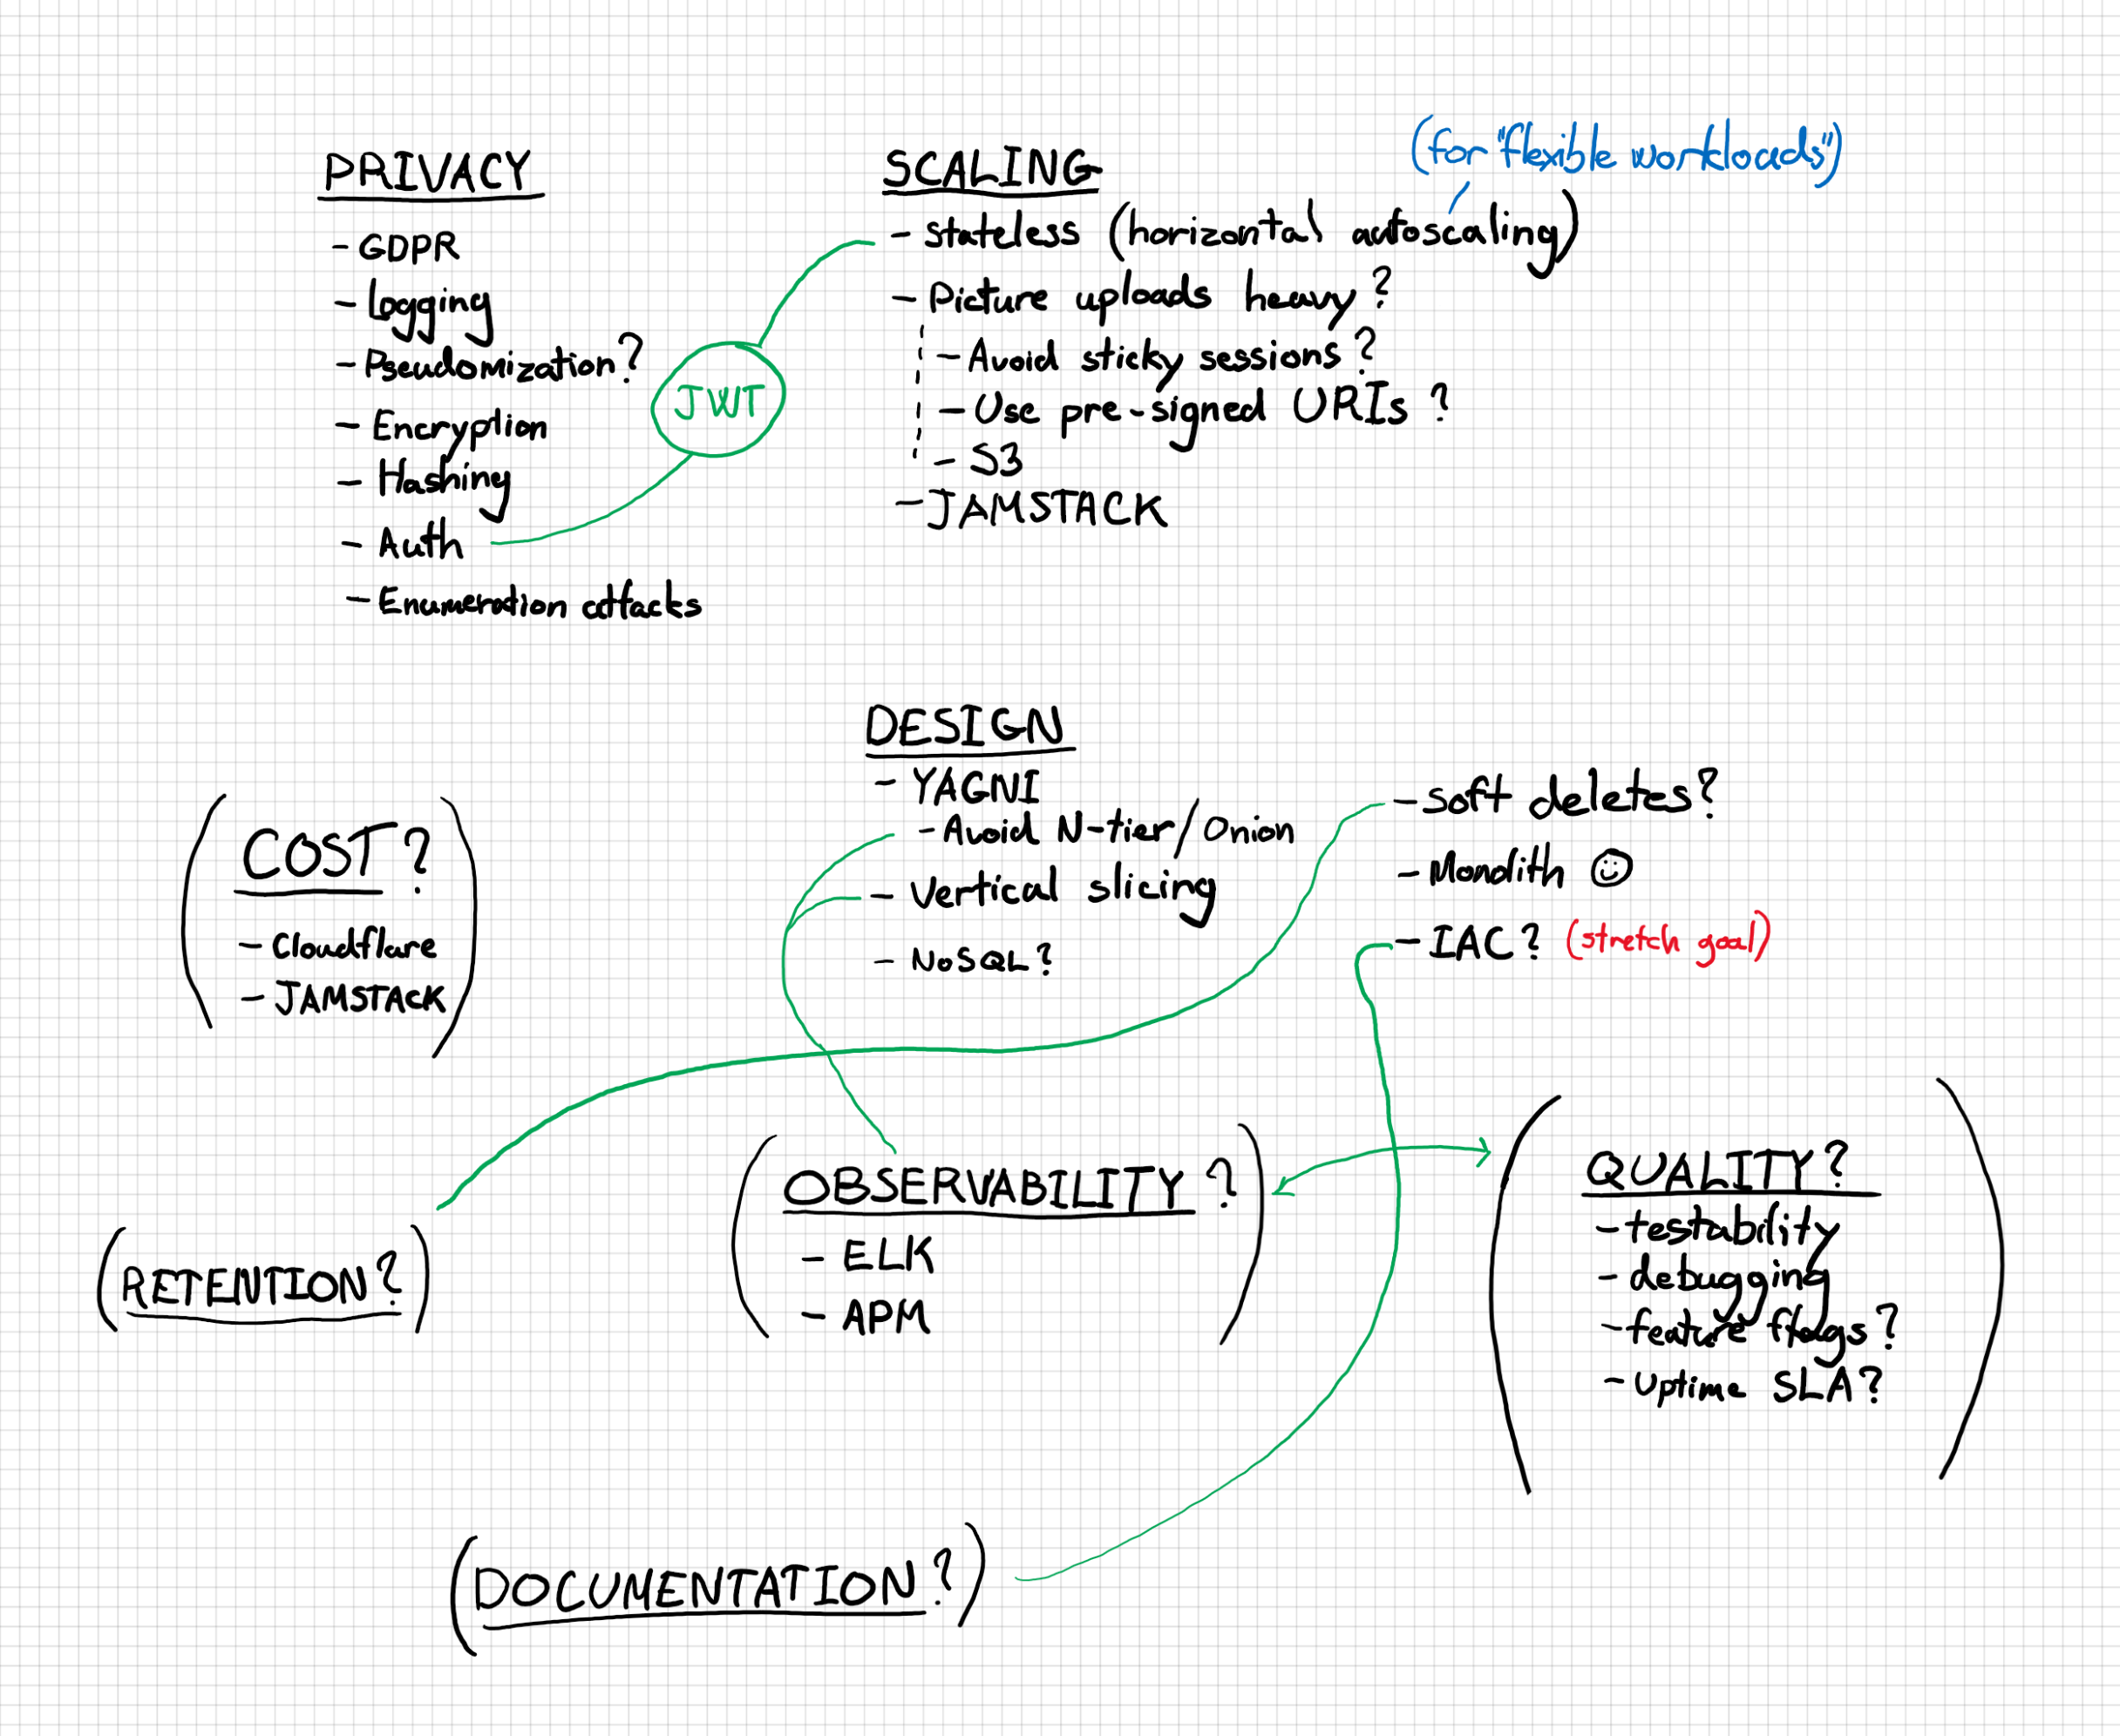 (for "flexible workloads")
PRIVACY
- GDPR
- Logging
- Pseudomization?
- Encryption
- Hashing
- Auth
- Enumeration attacks
JWT
SCALING
- Stateless (horizontal autoscaling)
- Picture uploads heavy?
- Avoid sticky sessions?
- Use pre-signed URIs?
- S3
- JAMSTACK
DESIGN
- YAGNI
- Avoid N-tier/Onion
- Vertical slicing
- NoSQL?
- soft deletes?
- Monolith ☺
- IAC? (stretch goal)
(COST?)
- Cloudflare
- JAMSTACK
(RETENTION?)
(OBSERVABILITY?)
- ELK
- APM
(QUALITY?)
- testability
- debugging
- feature flags?
- Uptime SLA?
(DOCUMENTATION?)